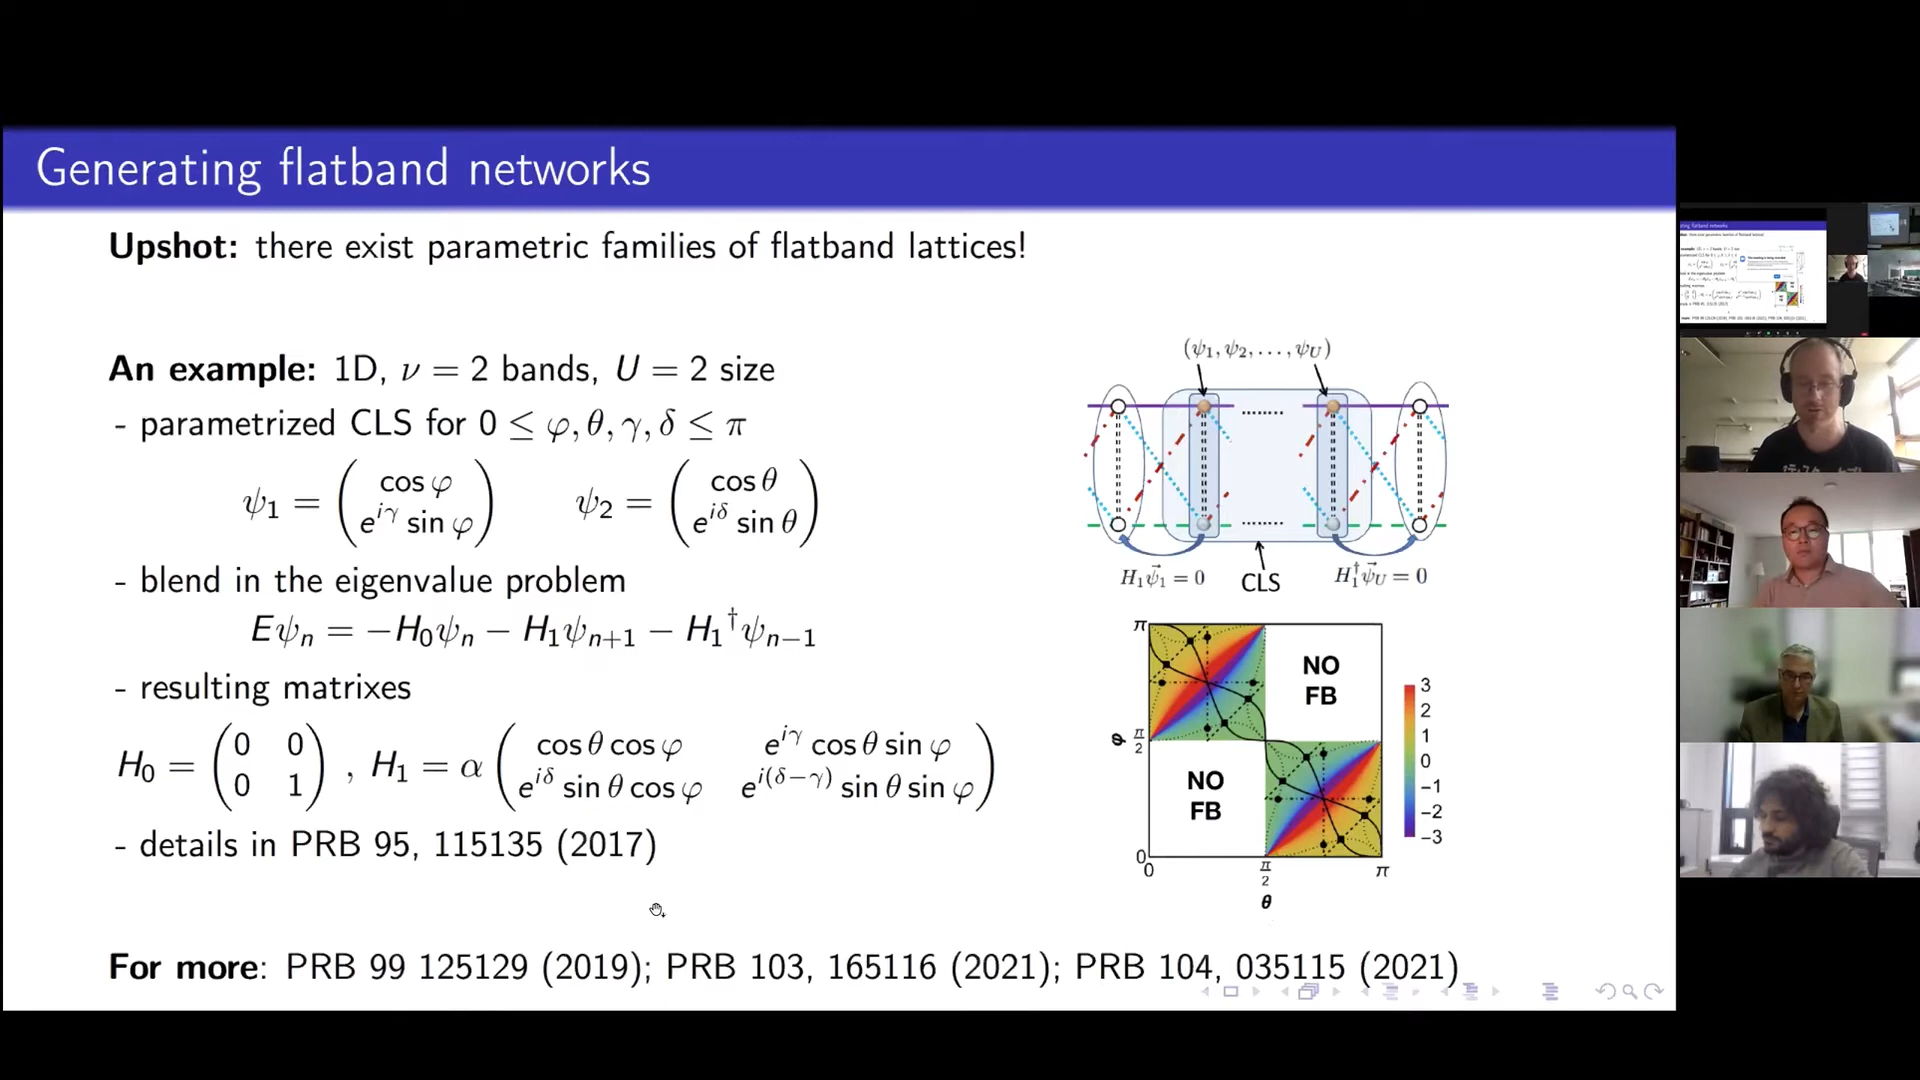 Generating flatband networks
Upshot: there exist parametric families of flatband lattices!
An example: 1D, ν = 2 bands, U = 2 size
- parametrized CLS for 0 ≤ φ, θ, γ, δ ≤ π
ψ₁ = ( cos φ ; e^{iγ} sin φ )   ψ₂ = ( cos θ ; e^{iδ} sin θ )
- blend in the eigenvalue problem
Eψₙ = −H₀ψₙ − H₁ψₙ₊₁ − H₁†ψₙ₋₁
- resulting matrixes
H₀ = ( 0 0 ; 0 1 ) , H₁ = α ( cos θ cos φ   e^{iγ} cos θ sin φ ; e^{iδ} sin θ cos φ   e^{i(δ−γ)} sin θ sin φ )
- details in PRB 95, 115135 (2017)
(ψ₁, ψ₂, . . . , ψ_U)
H₁ψ⃗₁ = 0
CLS
H₁†ψ⃗_U = 0
π
φ
π/2
0
NO
FB
NO
FB
0
π/2
π
θ
3
2
1
0
−1
−2
−3
For more: PRB 99 125129 (2019); PRB 103, 165116 (2021); PRB 104, 035115 (2021)